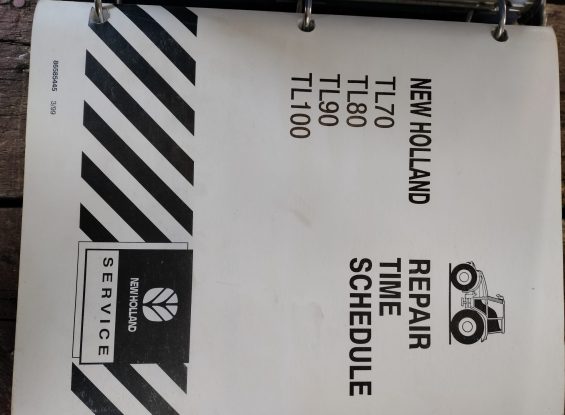 NEW HOLLAND
TL70
TL80
TL90
TL100
REPAIR
TIME
SCHEDULE
NEW HOLLAND
SERVICE
86585445 3/99